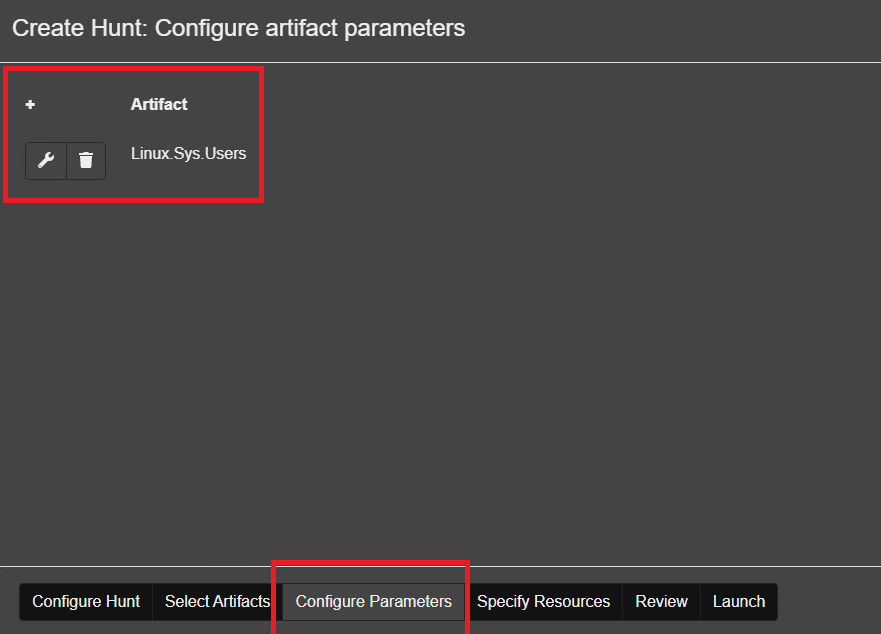 Create Hunt: Configure artifact parameters
+ Artifact
Linux.Sys.Users
Configure Hunt Select Artifacts Configure Parameters Specify Resources Review Launch